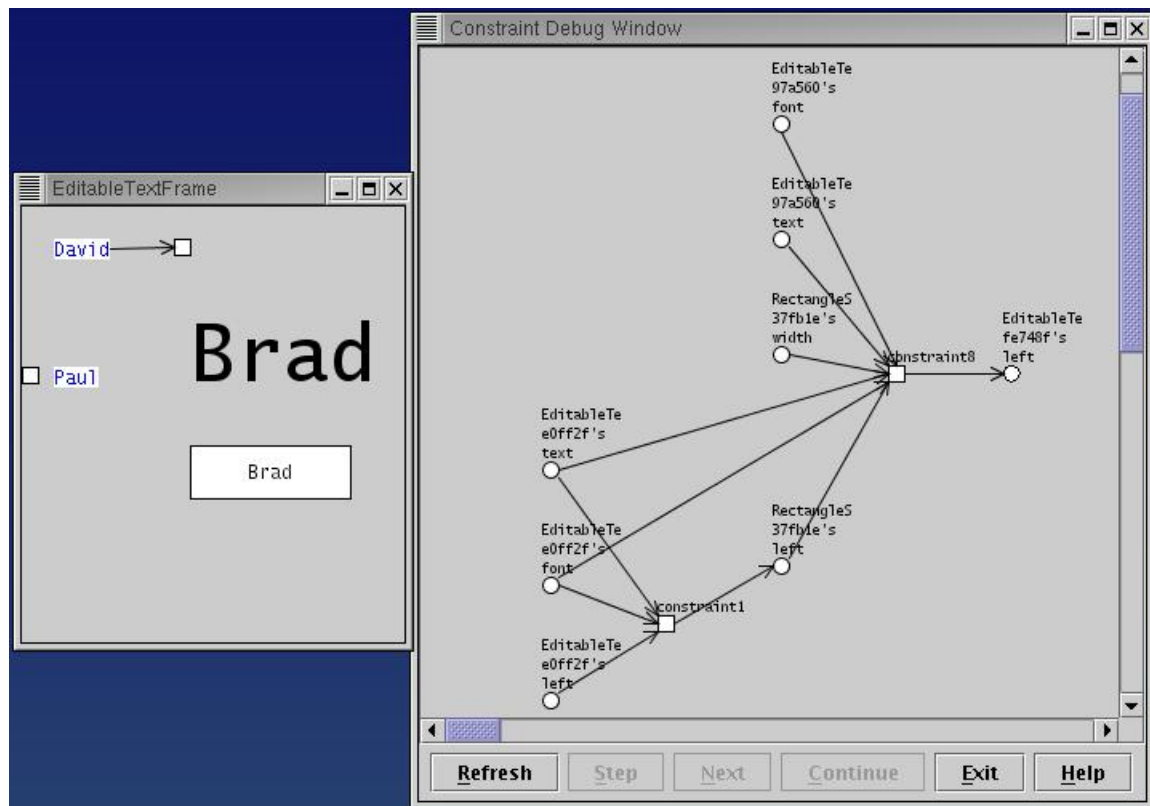 Constraint Debug Window
EditableTe
97a560's
font
EditableTe
97a560's
text
RectangleS
37fb1e's
width
EditableTe
fe748f's
left
constraint8
EditableTe
e0ff2f's
text
EditableTe
e0ff2f's
font
RectangleS
37fb1e's
left
constraint1
EditableTe
e0ff2f's
left
Refresh
Step
Next
Continue
Exit
Help
EditableTextFrame
David
Brad
Paul
Brad